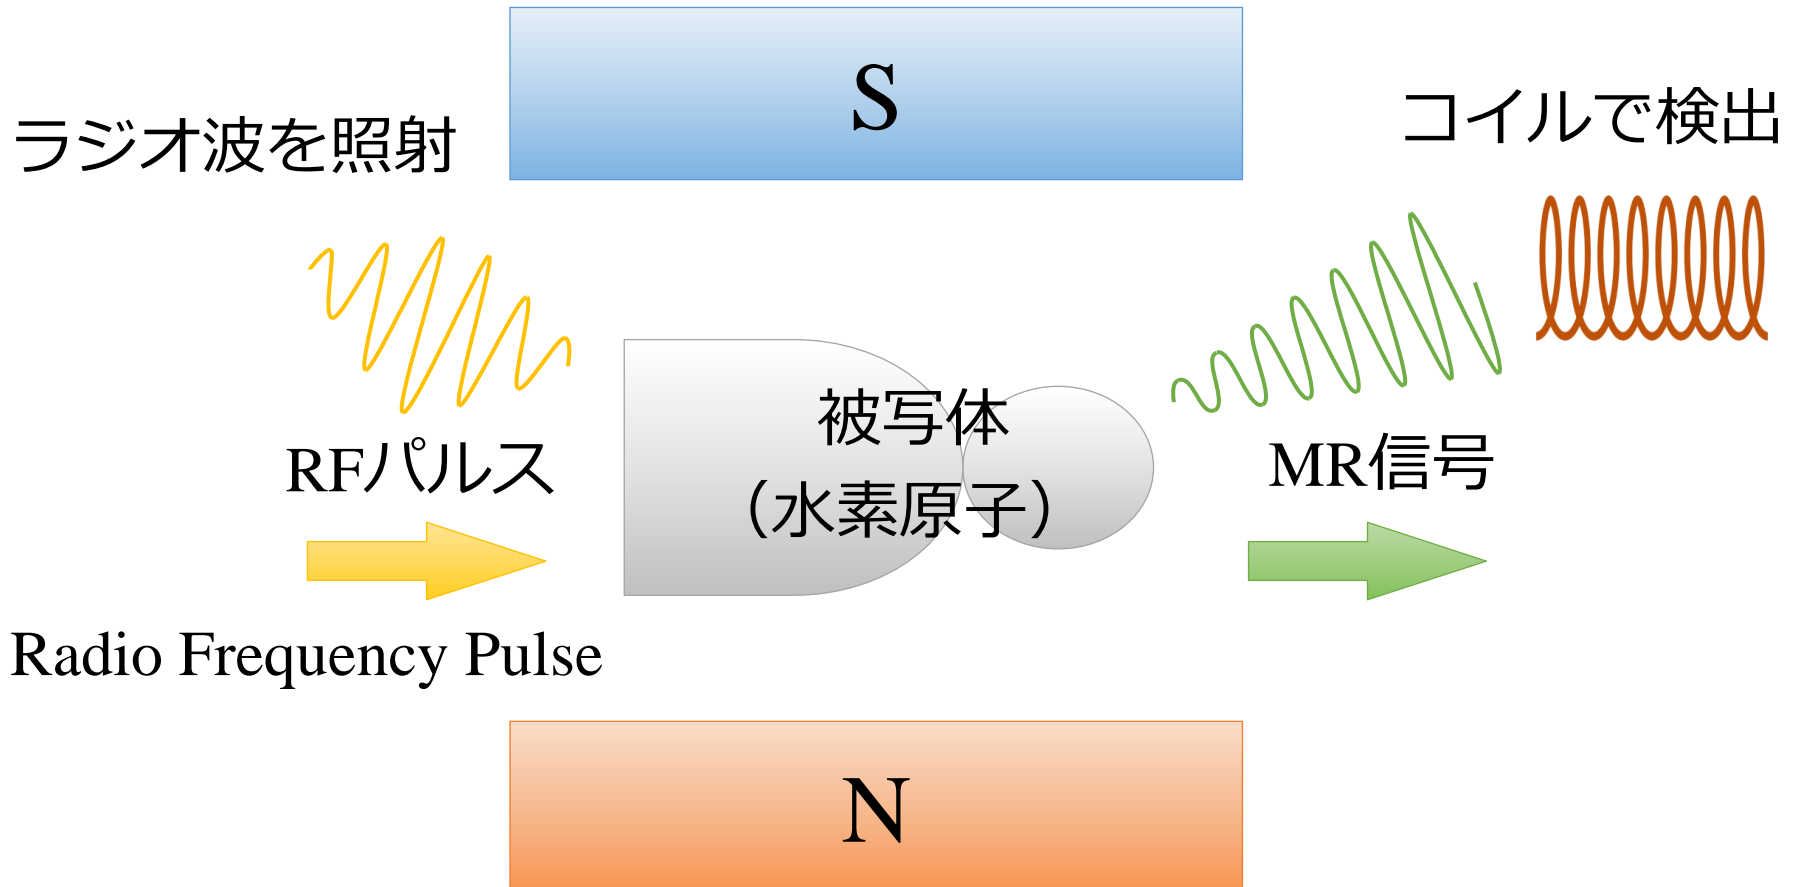 S
ラジオ波を照射
コイルで検出
被写体
（水素原子）
RFパルス
MR信号
Radio Frequency Pulse
N